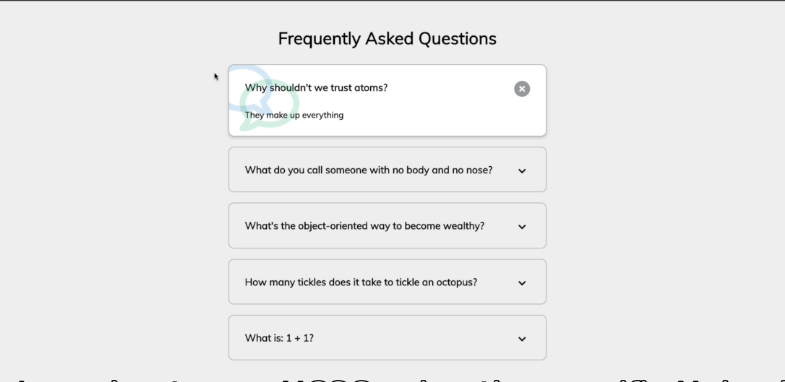 Frequently Asked Questions
Why shouldn't we trust atoms?
They make up everything
What do you call someone with no body and no nose?
What's the object-oriented way to become wealthy?
How many tickles does it take to tickle an octopus?
What is: 1 + 1?